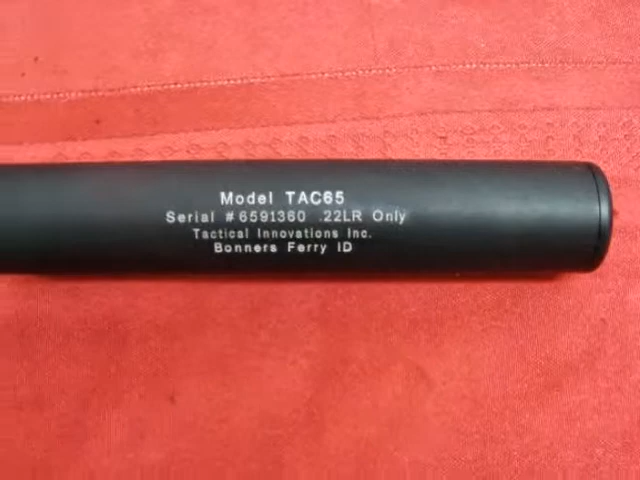 Model TAC65
Serial #6591360 .22LR Only
Tactical Innovations Inc.
Bonners Ferry ID